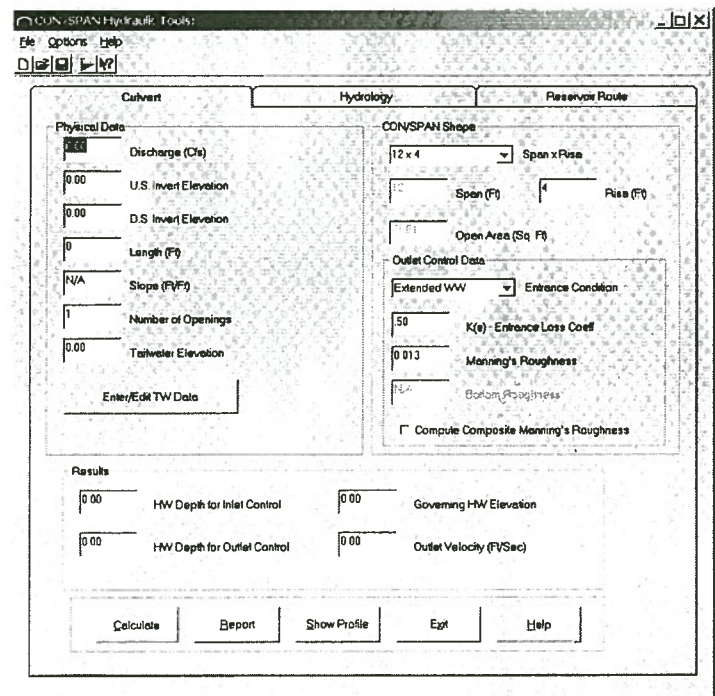 CON/SPAN Hydraulic Tools:
File Options Help
Culvert Hydrology Reservoir Route
Physical Data
0.00 Discharge (Cfs)
0.00 U.S. Invert Elevation
0.00 D.S. Invert Elevation
0 Length (Ft)
N/A Slope (Ft/Ft)
1 Number of Openings
0.00 Tailwater Elevation
Enter/Edit TW Data
CON/SPAN Shape
12 x 4 Span x Rise
12 Span (Ft) 4 Rise (Ft)
Open Area (Sq Ft)
Outlet Control Data
Extended WW Entrance Condition
.50 K(e) - Entrance Loss Coeff
0.013 Manning's Roughness
N/A Bottom Roughness
Compute Composite Manning's Roughness
Results
0.00 HW Depth for Inlet Control 0.00 Governing HW Elevation
0.00 HW Depth for Outlet Control 0.00 Outlet Velocity (Ft/Sec)
Calculate Report Show Profile Exit Help